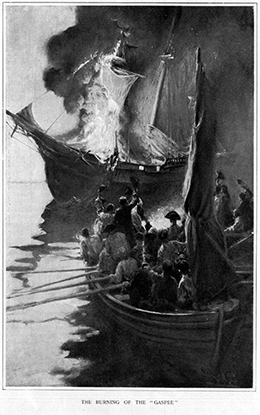 THE BURNING OF THE "GASPEE"